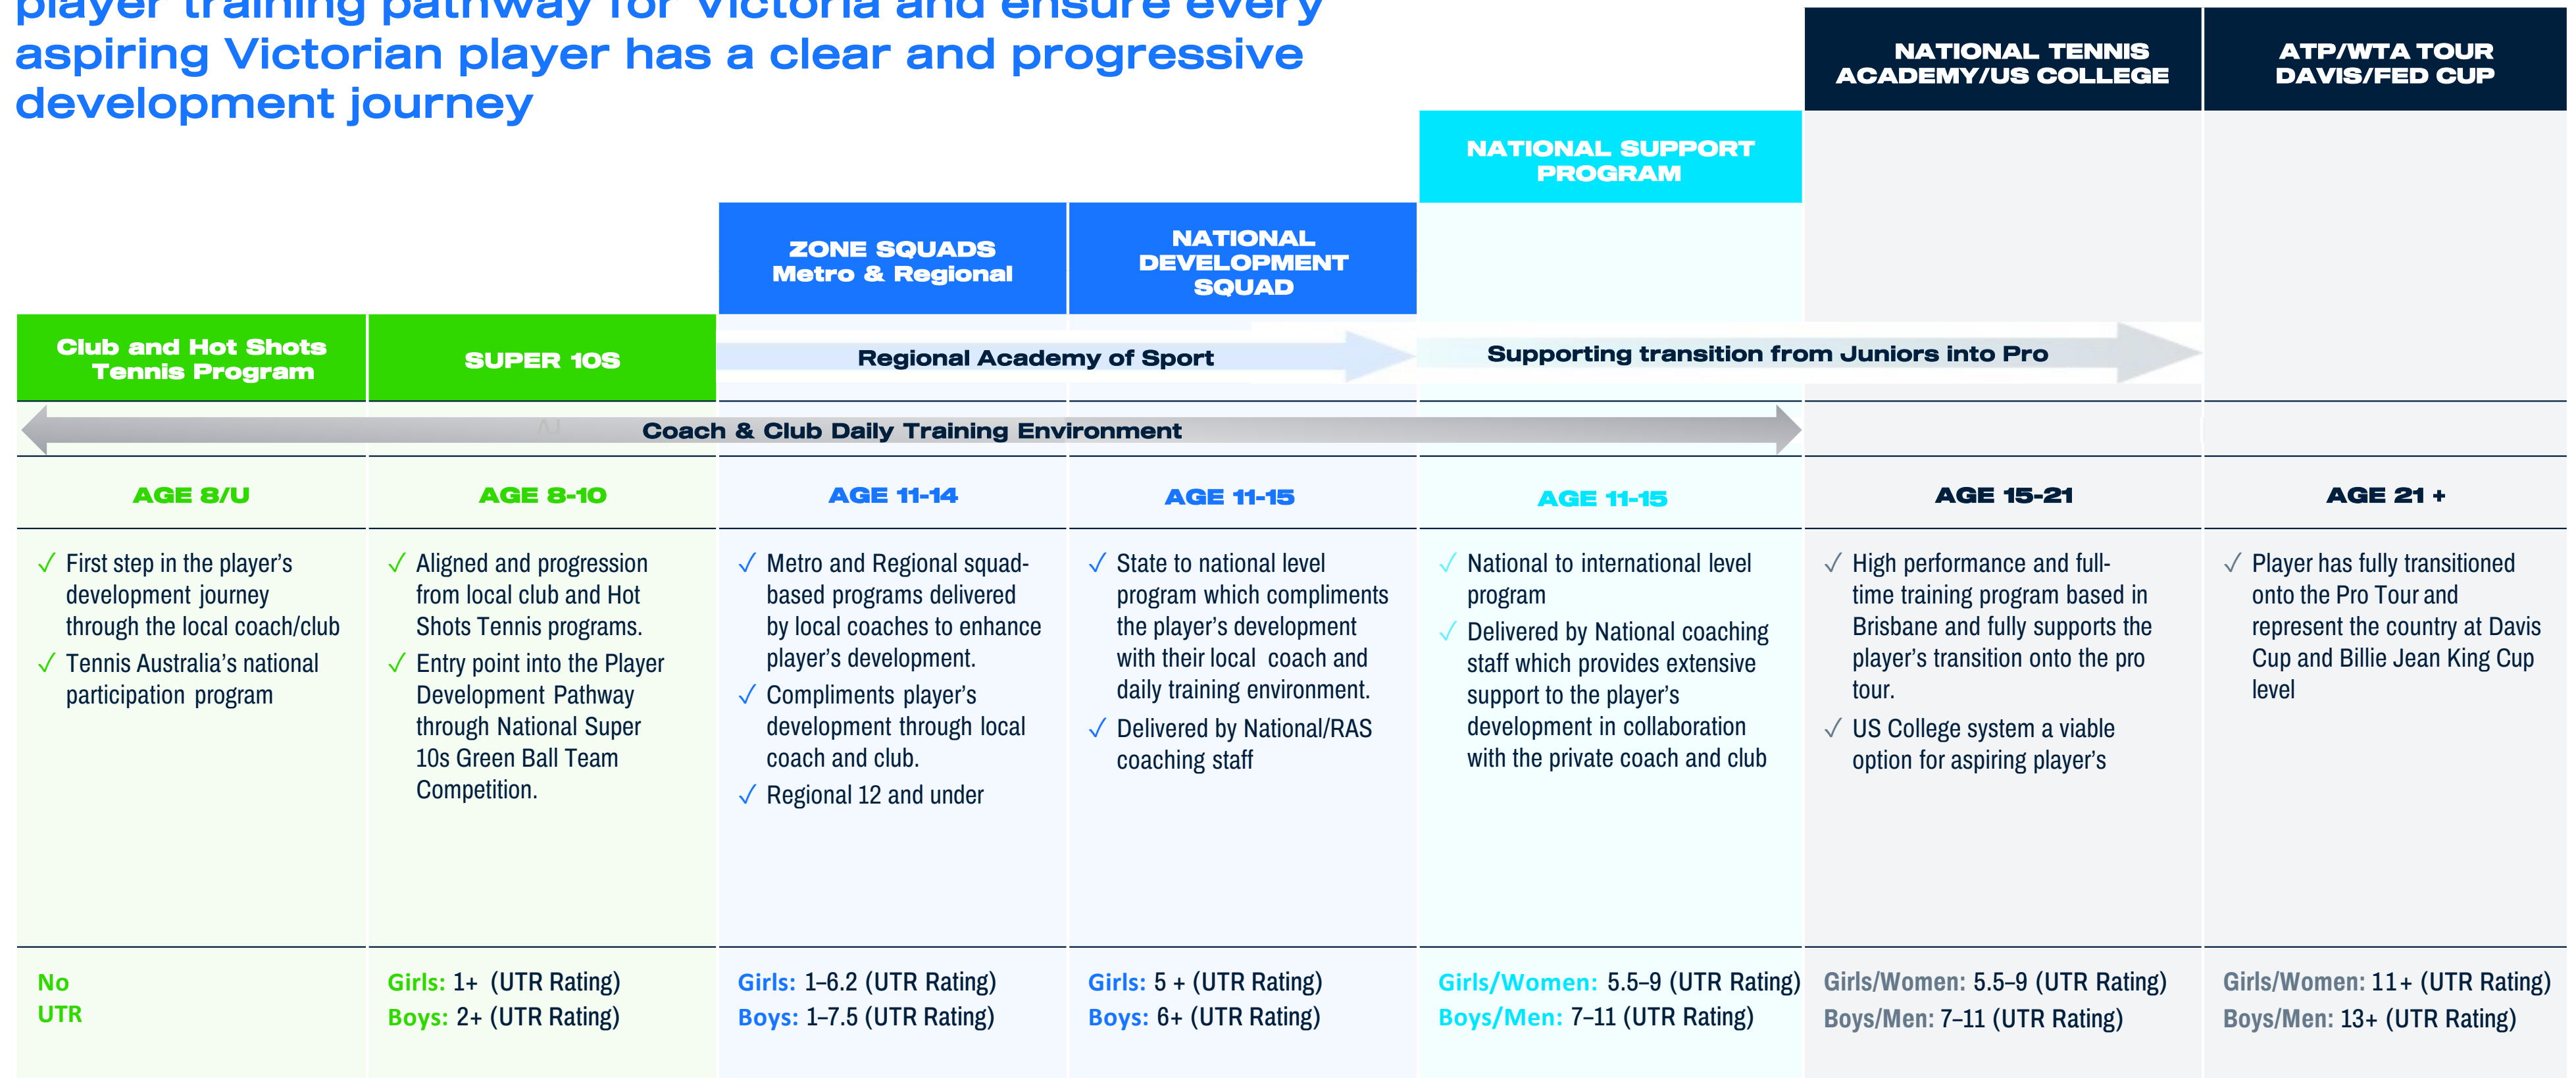 player training pathway for Victoria and ensure every
aspiring Victorian player has a clear and progressive
development journey
NATIONAL TENNIS
ACADEMY/US COLLEGE
ATP/WTA TOUR
DAVIS/FED CUP
NATIONAL SUPPORT
PROGRAM
ZONE SQUADS
Metro & Regional
NATIONAL
DEVELOPMENT
SQUAD
Club and Hot Shots
Tennis Program
SUPER 10S
Regional Academy of Sport
Supporting transition from Juniors into Pro
Coach & Club Daily Training Environment
AGE 8/U
AGE 8-10
AGE 11-14
AGE 11-15
AGE 11-15
AGE 15-21
AGE 21 +
✓ First step in the player’s
development journey
through the local coach/club
✓ Tennis Australia’s national
participation program
✓ Aligned and progression
from local club and Hot
Shots Tennis programs.
✓ Entry point into the Player
Development Pathway
through National Super
10s Green Ball Team
Competition.
✓ Metro and Regional squad-
based programs delivered
by local coaches to enhance
player’s development.
✓ Compliments player’s
development through local
coach and club.
✓ Regional 12 and under
✓ State to national level
program which compliments
the player’s development
with their local coach and
daily training environment.
✓ Delivered by National/RAS
coaching staff
✓ National to international level
program
✓ Delivered by National coaching
staff which provides extensive
support to the player’s
development in collaboration
with the private coach and club
✓ High performance and full-
time training program based in
Brisbane and fully supports the
player’s transition onto the pro
tour.
✓ US College system a viable
option for aspiring player’s
✓ Player has fully transitioned
onto the Pro Tour and
represent the country at Davis
Cup and Billie Jean King Cup
level
No
UTR
Girls: 1+ (UTR Rating)
Boys: 2+ (UTR Rating)
Girls: 1–6.2 (UTR Rating)
Boys: 1–7.5 (UTR Rating)
Girls: 5 + (UTR Rating)
Boys: 6+ (UTR Rating)
Girls/Women: 5.5–9 (UTR Rating)
Boys/Men: 7–11 (UTR Rating)
Girls/Women: 5.5–9 (UTR Rating)
Boys/Men: 7–11 (UTR Rating)
Girls/Women: 11+ (UTR Rating)
Boys/Men: 13+ (UTR Rating)